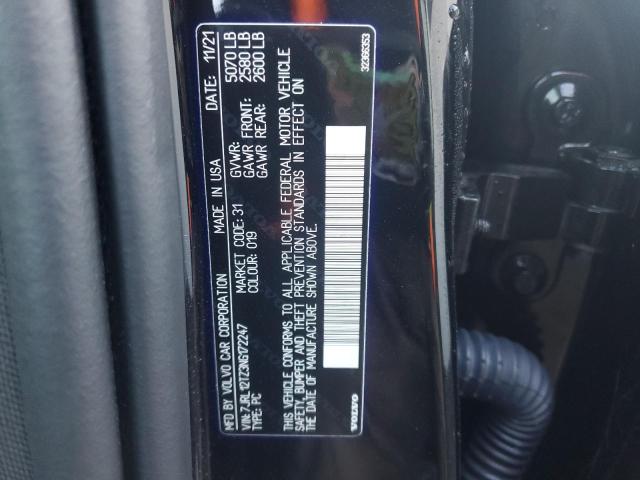 MFD. BY VOLVO CAR CORPORATION MADE IN USA DATE: 11/21
VIN: 7JRL12TZ3NG172247
TYPE: PC
MARKET CODE: 31
COLOUR: 019
GVWR: 5070 LB
GAWR FRONT: 2580 LB
GAWR REAR: 2600 LB
THIS VEHICLE CONFORMS TO ALL APPLICABLE FEDERAL MOTOR VEHICLE
SAFETY, BUMPER AND THEFT PREVENTION STANDARDS IN EFFECT ON
THE DATE OF MANUFACTURE SHOWN ABOVE.
VOLVO
32366353